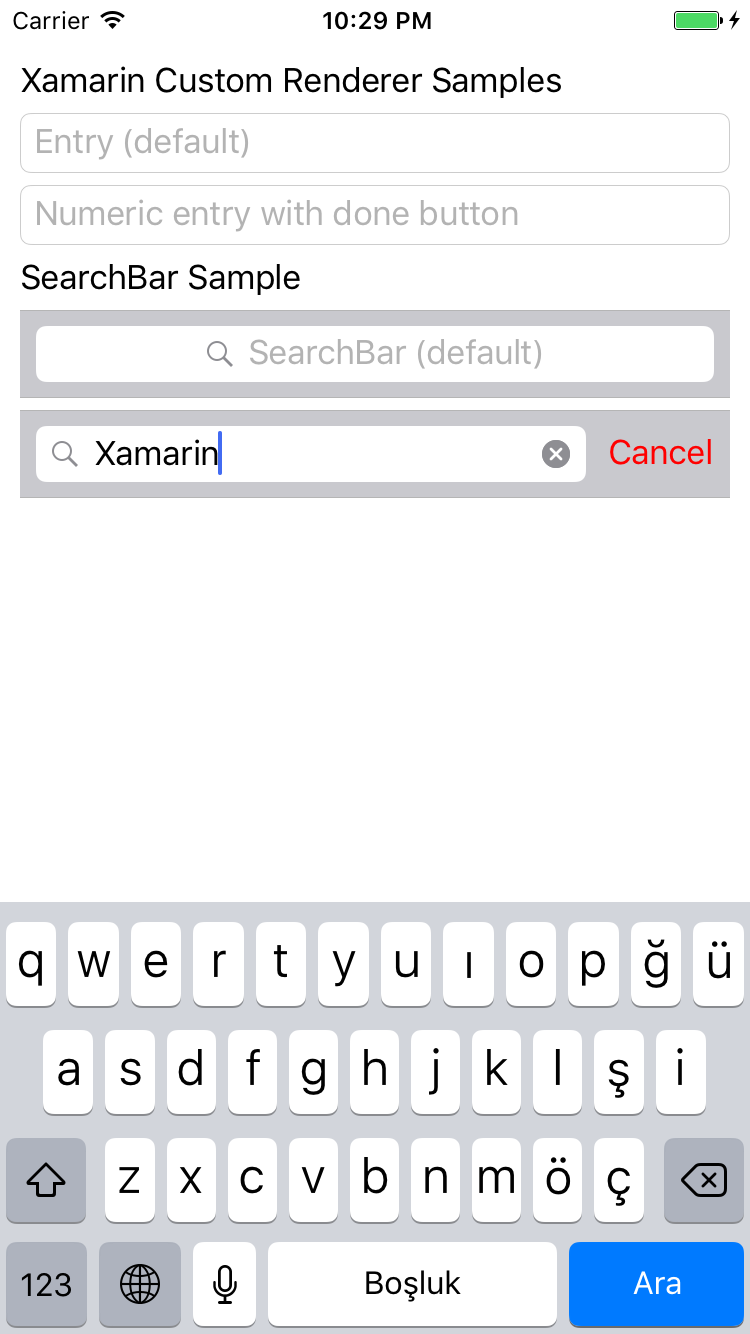 Carrier 10:29 PM
Xamarin Custom Renderer Samples
Entry (default)
Numeric entry with done button
SearchBar Sample
SearchBar (default)
Xamarin Cancel
q w e r t y u ı o p ğ ü
a s d f g h j k l ş i
z x c v b n m ö ç
123 Boşluk Ara